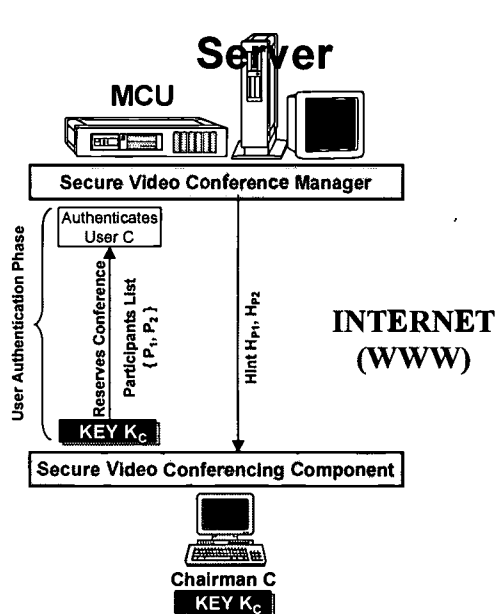 Server
MCU
Secure Video Conference Manager
User Authentication Phase
Authenticates
User C
Reserves Conference
Participants List
{ P1, P2 }
KEY KC
Hint HP1, HP2
INTERNET
(WWW)
Secure Video Conferencing Component
Chairman C
KEY KC